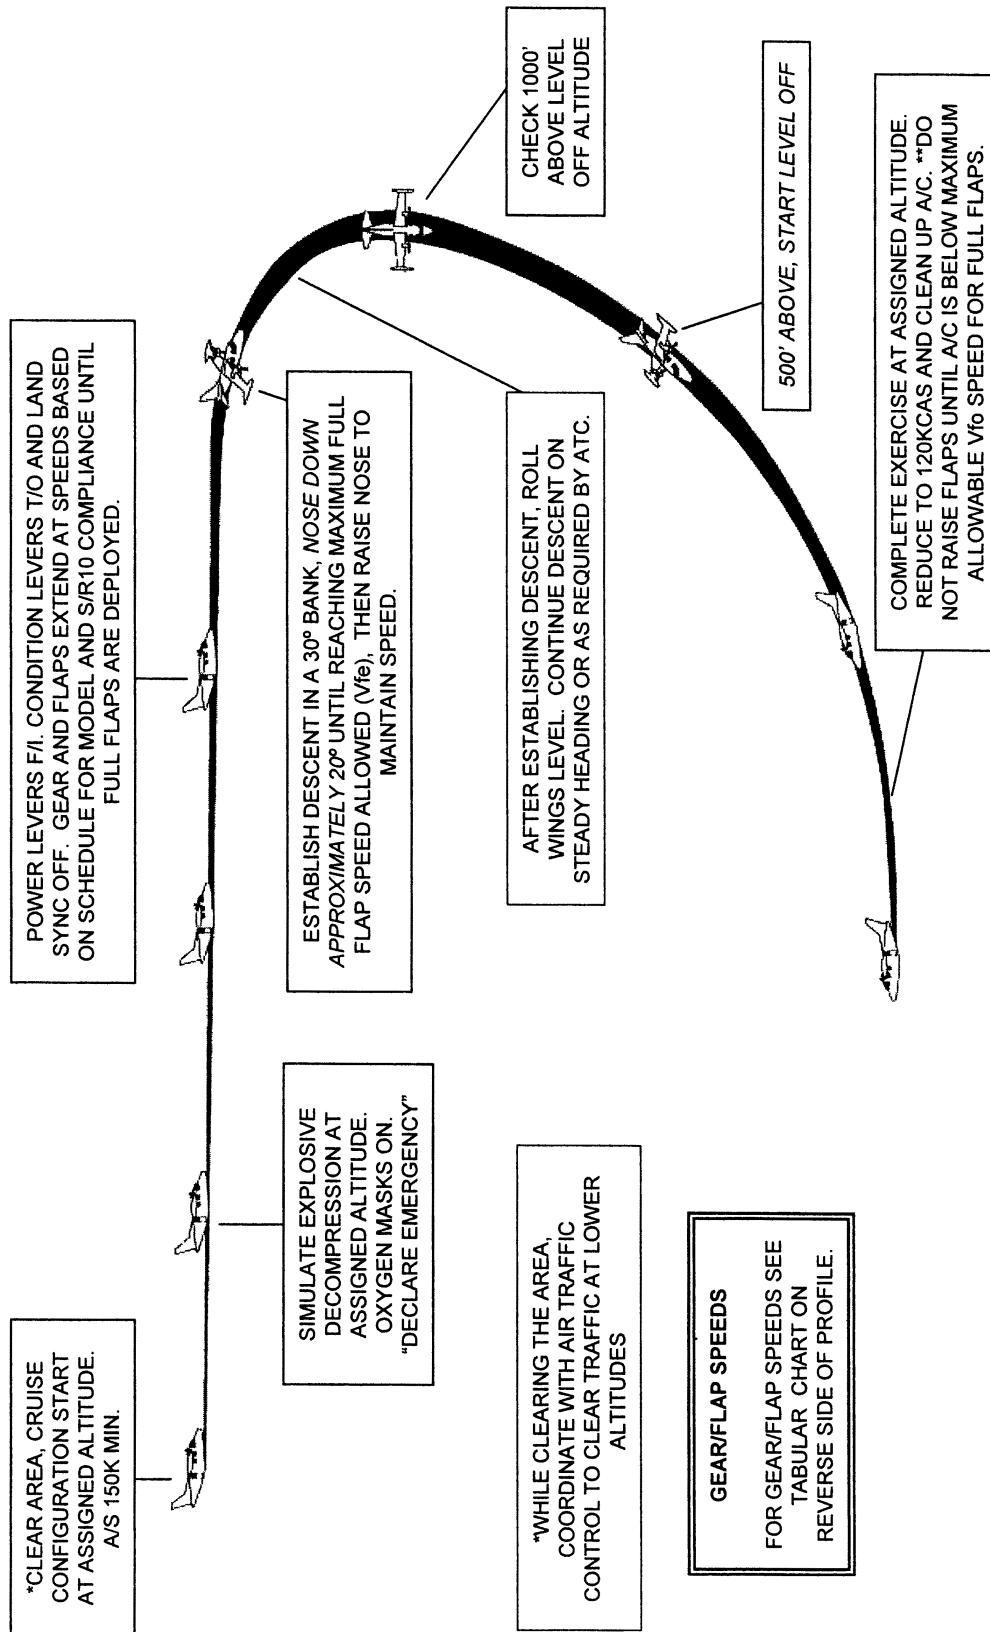 *CLEAR AREA, CRUISE
CONFIGURATION START
AT ASSIGNED ALTITUDE.
A/S 150K MIN.
SIMULATE EXPLOSIVE
DECOMPRESSION AT
ASSIGNED ALTITUDE.
OXYGEN MASKS ON.
"DECLARE EMERGENCY"
POWER LEVERS F/I. CONDITION LEVERS T/O AND LAND
SYNC OFF. GEAR AND FLAPS EXTEND AT SPEEDS BASED
ON SCHEDULE FOR MODEL AND S/R10 COMPLIANCE UNTIL
FULL FLAPS ARE DEPLOYED.
ESTABLISH DESCENT IN A 30º BANK, NOSE DOWN
APPROXIMATELY 20º UNTIL REACHING MAXIMUM FULL
FLAP SPEED ALLOWED (Vfe), THEN RAISE NOSE TO
MAINTAIN SPEED.
AFTER ESTABLISHING DESCENT, ROLL
WINGS LEVEL. CONTINUE DESCENT ON
STEADY HEADING OR AS REQUIRED BY ATC.
CHECK 1000'
ABOVE LEVEL
OFF ALTITUDE
500' ABOVE, START LEVEL OFF
COMPLETE EXERCISE AT ASSIGNED ALTITUDE.
REDUCE TO 120KCAS AND CLEAN UP A/C. **DO
NOT RAISE FLAPS UNTIL A/C IS BELOW MAXIMUM
ALLOWABLE Vfo SPEED FOR FULL FLAPS.
*WHILE CLEARING THE AREA,
COORDINATE WITH AIR TRAFFIC
CONTROL TO CLEAR TRAFFIC AT LOWER
ALTITUDES
GEAR/FLAP SPEEDS
FOR GEAR/FLAP SPEEDS SEE
TABULAR CHART ON
REVERSE SIDE OF PROFILE.